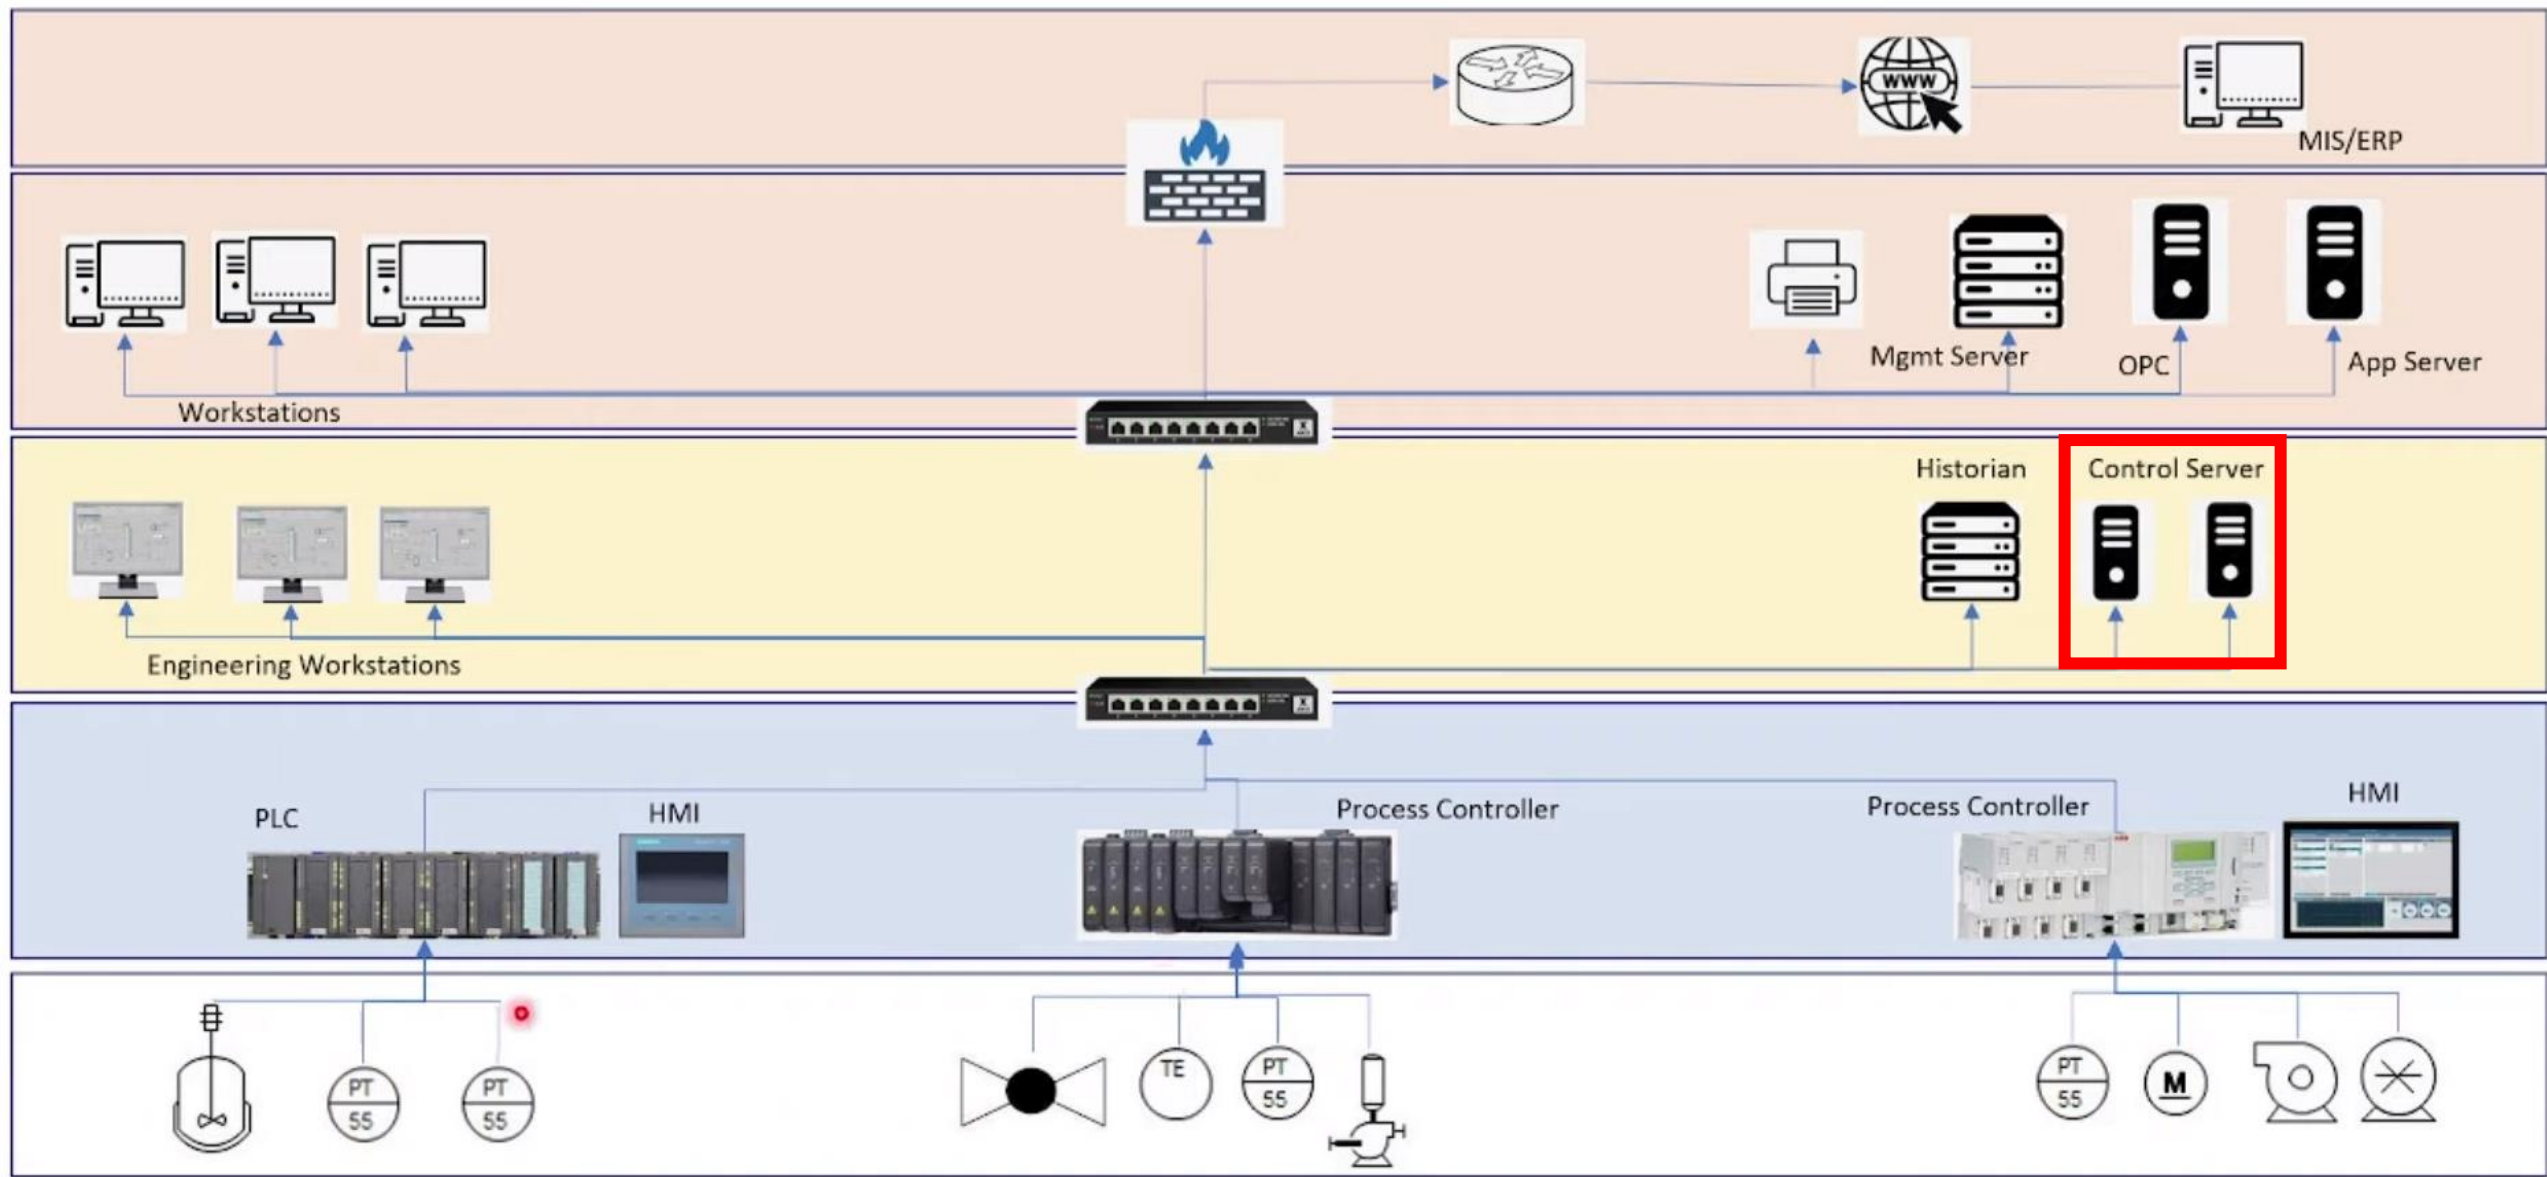 WWW
MIS/ERP
Mgmt Server
OPC
App Server
Workstations
Historian
Control Server
Engineering Workstations
PLC
HMI
Process Controller
Process Controller
HMI
PT
55
PT
55
TE
PT
55
PT
55
M